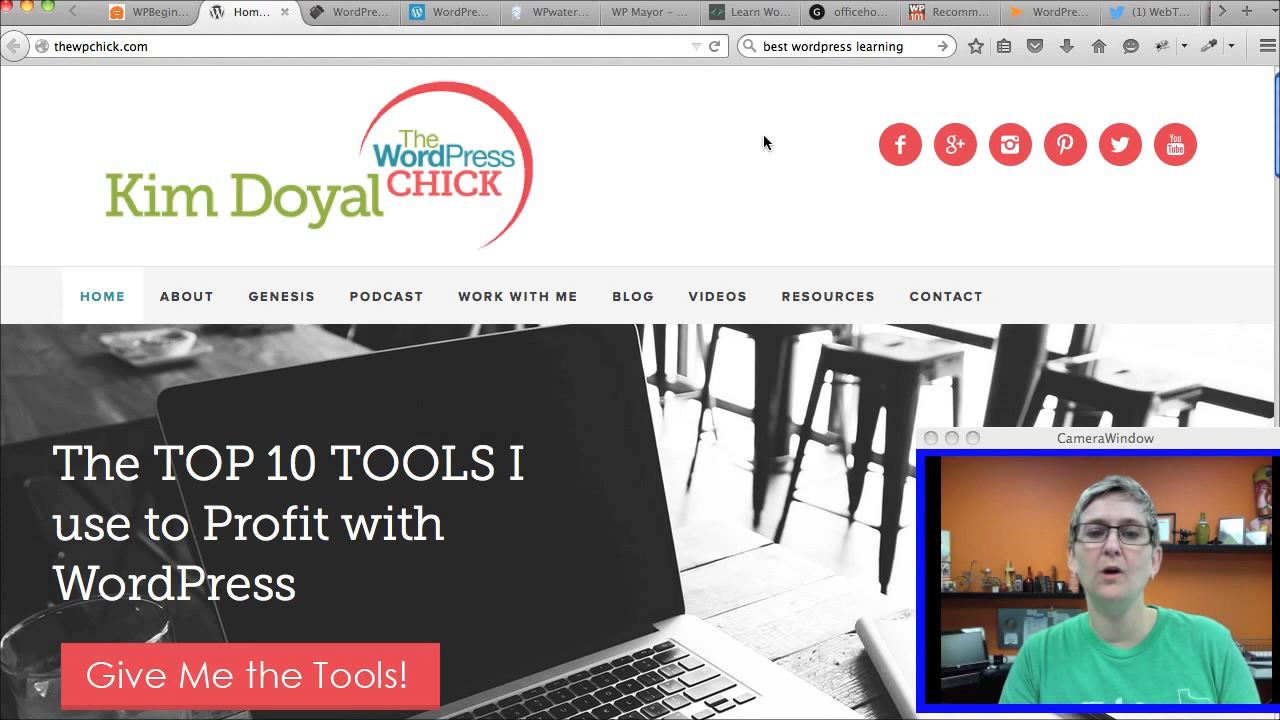 WPBegin...
Hom...
WordPre...
WordPre...
WPwater...
WP Mayor – ...
Learn Wo...
officeho...
Recomm...
WordPre...
(1) WebT...
thewpchick.com
best wordpress learning
The
WordPress
CHICK
Kim Doyal
You
Tube
HOME
ABOUT
GENESIS
PODCAST
WORK WITH ME
BLOG
VIDEOS
RESOURCES
CONTACT
The TOP 10 TOOLS I
use to Profit with
WordPress
Give Me the Tools!
CameraWindow